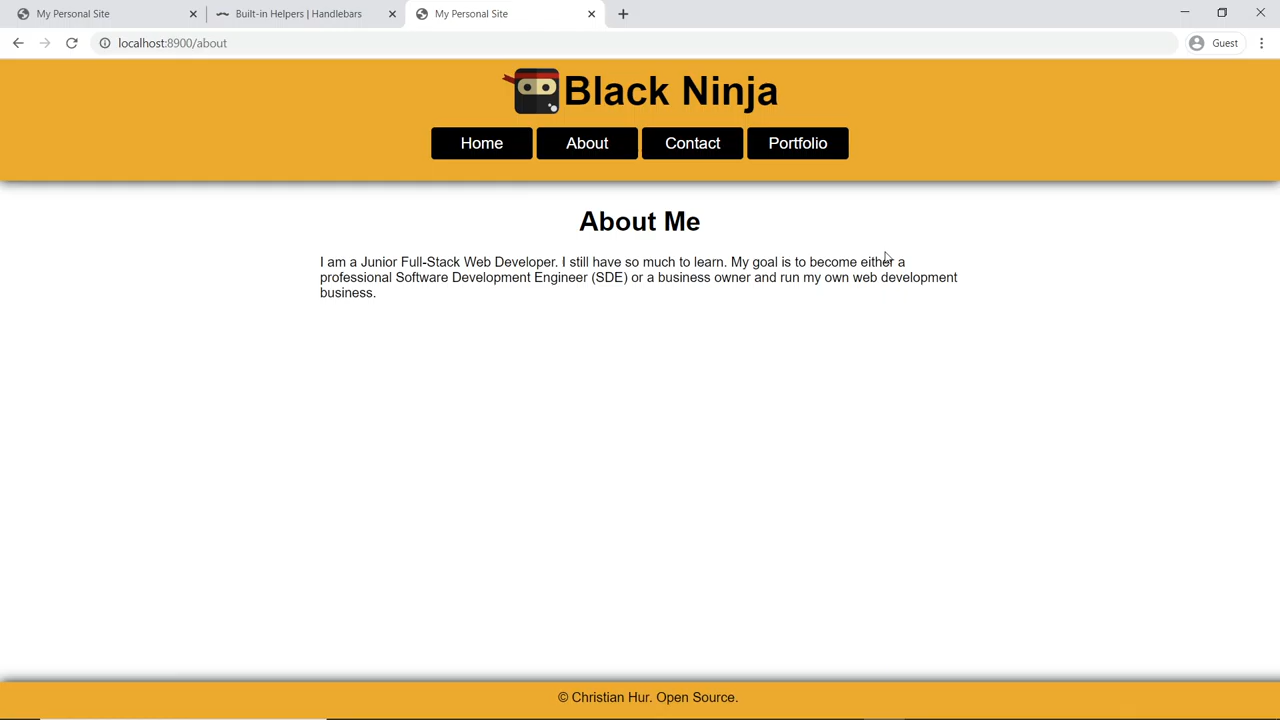 My Personal Site
Built-in Helpers | Handlebars
My Personal Site
localhost:8900/about
Guest
Black Ninja
Home
About
Contact
Portfolio
About Me
I am a Junior Full-Stack Web Developer. I still have so much to learn. My goal is to become either a
professional Software Development Engineer (SDE) or a business owner and run my own web development
business.
© Christian Hur. Open Source.